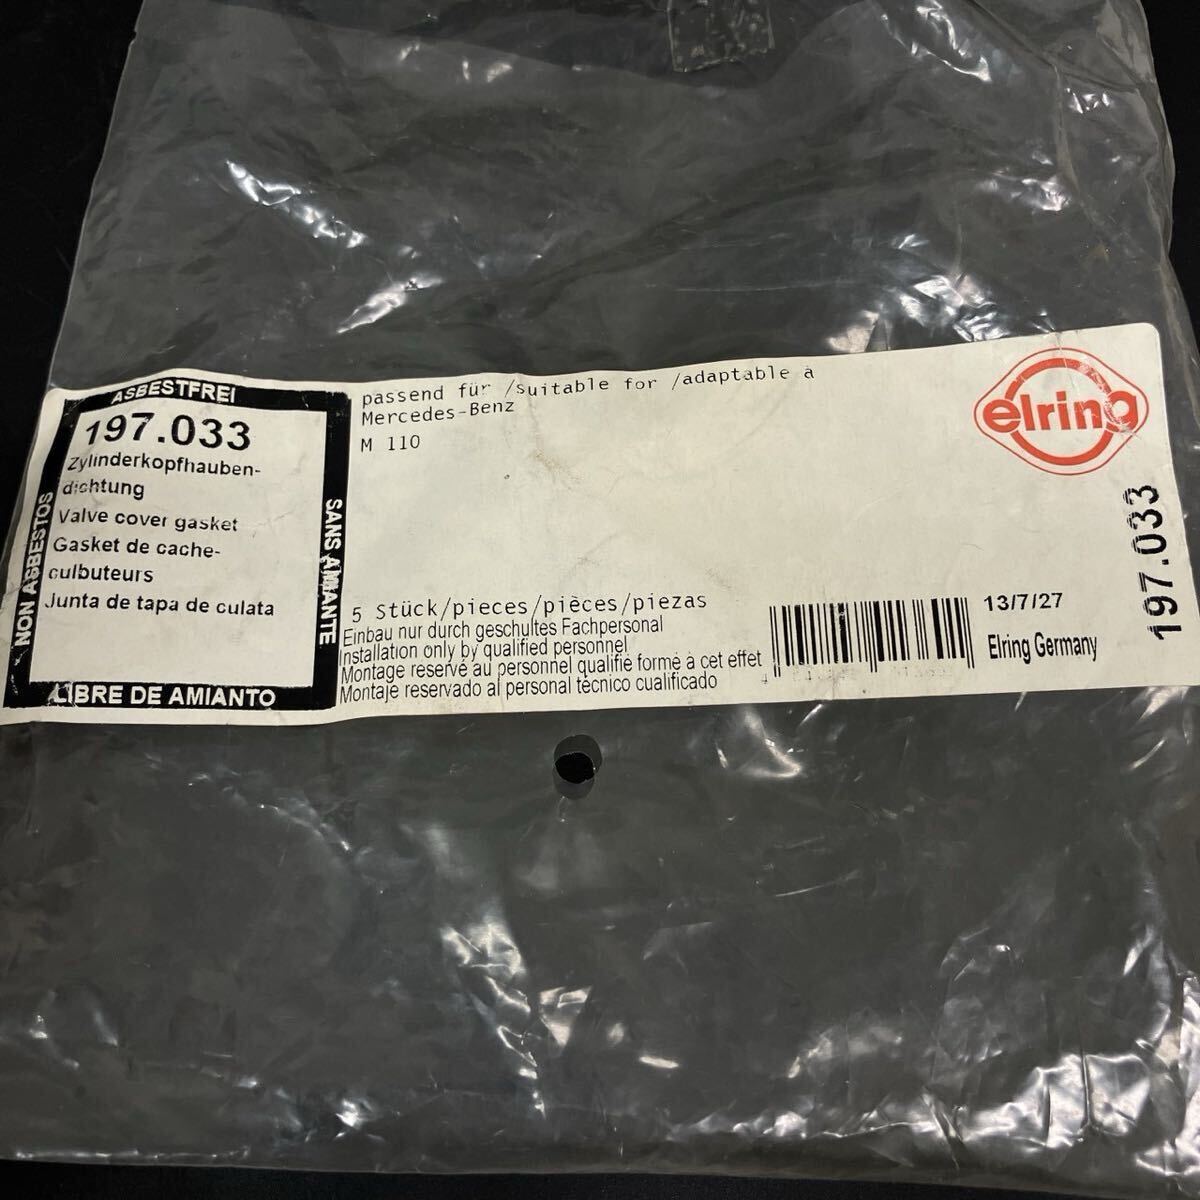 ASBESTFREI
197.033
Zylinderkopfhauben-
dichtung
Valve cover gasket
Gasket de cache-
culbuteurs
Junta de tapa de culata
NON ASBESTOS
SANS AMIANTE
LIBRE DE AMIANTO
passend für /suitable for /adaptable à
Mercedes-Benz
M 110
5 Stück/pieces/pièces/piezas
Einbau nur durch geschultes Fachpersonal
Installation only by qualified personnel
Montage reservé au personnel qualifié formé à cet effet
Montaje reservado al personal técnico cualificado
elring
13/7/27
Elring Germany
197.033